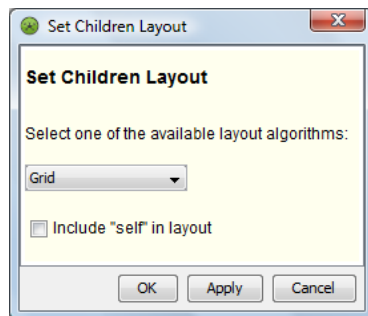 Set Children Layout
Set Children Layout
Select one of the available layout algorithms:
Grid
Include "self" in layout
OK Apply Cancel